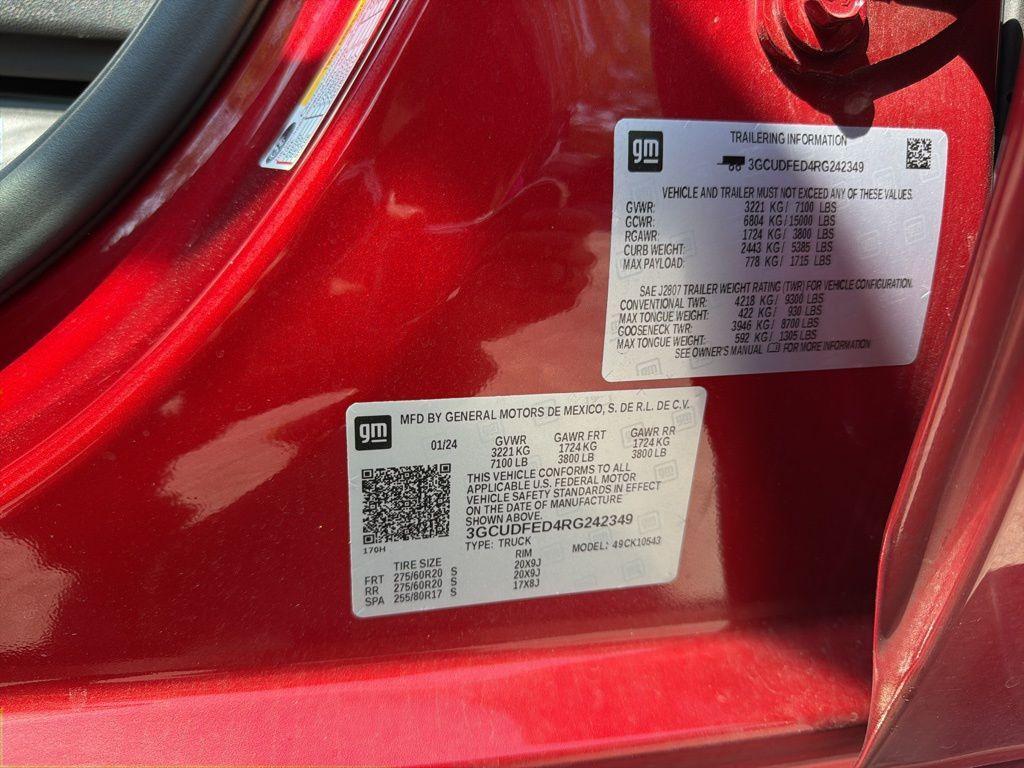 gm
TRAILERING INFORMATION
3GCUDFED4RG242349
VEHICLE AND TRAILER MUST NOT EXCEED ANY OF THESE VALUES.
GVWR: 3221 KG / 7100 LBS
GCWR: 6804 KG / 15000 LBS
RGAWR: 1724 KG / 3800 LBS
CURB WEIGHT: 2443 KG / 5385 LBS
MAX PAYLOAD: 778 KG / 1715 LBS
SAE J2807 TRAILER WEIGHT RATING (TWR) FOR VEHICLE CONFIGURATION.
CONVENTIONAL TWR: 4218 KG / 9300 LBS
MAX TONGUE WEIGHT: 422 KG / 930 LBS
GOOSENECK TWR: 3946 KG / 8700 LBS
MAX TONGUE WEIGHT: 592 KG / 1305 LBS
SEE OWNER'S MANUAL FOR MORE INFORMATION
gm
MFD BY GENERAL MOTORS DE MEXICO, S. DE R.L. DE C.V.
01/24 GVWR GAWR FRT GAWR RR
3221 KG 1724 KG 1724 KG
7100 LB 3800 LB 3800 LB
THIS VEHICLE CONFORMS TO ALL
APPLICABLE U.S. FEDERAL MOTOR
VEHICLE SAFETY STANDARDS IN EFFECT
ON THE DATE OF MANUFACTURE
SHOWN ABOVE.
3GCUDFED4RG242349
TYPE: TRUCK MODEL: 49CK10543
170H
TIRE SIZE RIM
FRT 275/60R20 S 20X9J
RR 275/60R20 S 20X9J
SPA 255/80R17 S 17X8J